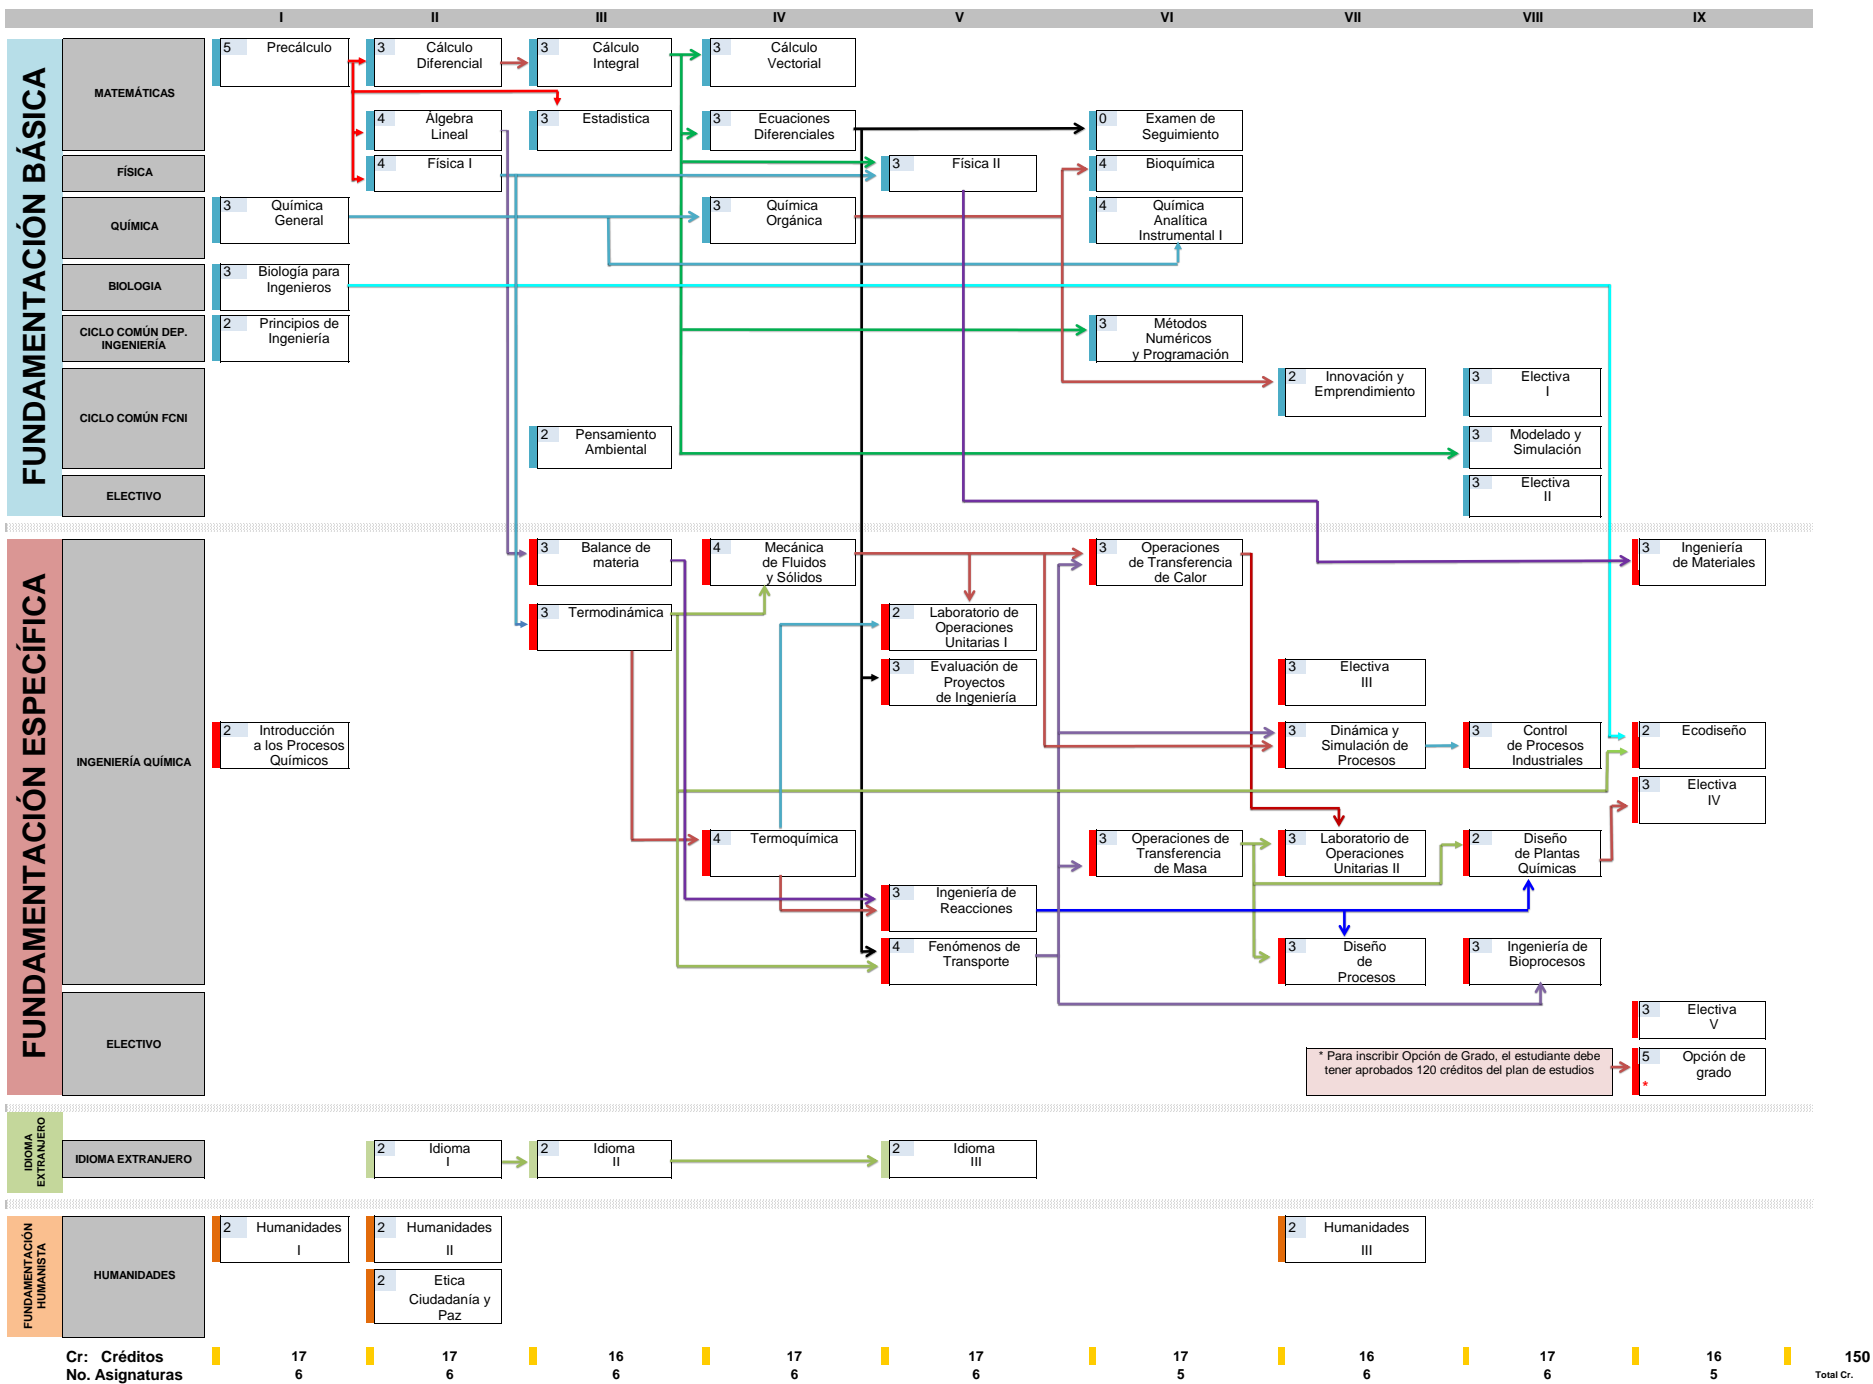 I II III IV V VI VII VIII IX
FUNDAMENTACIÓN BÁSICA
MATEMÁTICAS
5 Precálculo
3 Cálculo
Diferencial
3 Cálculo
Integral
3 Cálculo
Vectorial
4 Álgebra
Lineal
3 Estadistica
3 Ecuaciones
Diferenciales
0 Examen de
Seguimiento
FÍSICA
4 Física I
3 Física II
4 Bioquímica
QUÍMICA
3 Química
General
3 Química
Orgánica
4 Química
Analítica
Instrumental I
BIOLOGIA
3 Biología para
Ingenieros
CICLO COMÚN DEP.
INGENIERÍA
2 Principios de
Ingeniería
3 Métodos
Numéricos
y Programación
CICLO COMÚN FCNI
2 Innovación y
Emprendimiento
3 Electiva
I
2 Pensamiento
Ambiental
3 Modelado y
Simulación
ELECTIVO
3 Electiva
II
FUNDAMENTACIÓN ESPECÍFICA
INGENIERÍA QUÍMICA
3 Balance de
materia
4 Mecánica
de Fluidos
y Sólidos
3 Operaciones
de Transferencia
de Calor
3 Ingeniería
de Materiales
3 Termodinámica
2 Laboratorio de
Operaciones
Unitarias I
3 Evaluación de
Proyectos
de Ingeniería
3 Electiva
III
2 Introducción
a los Procesos
Químicos
3 Dinámica y
Simulación de
Procesos
3 Control
de Procesos
Industriales
2 Ecodiseño
3 Electiva
IV
4 Termoquímica
3 Operaciones de
Transferencia
de Masa
3 Laboratorio de
Operaciones
Unitarias II
2 Diseño
de Plantas
Químicas
3 Ingeniería de
Reacciones
4 Fenómenos de
Transporte
3 Diseño
de
Procesos
3 Ingeniería de
Bioprocesos
ELECTIVO
3 Electiva
V
* Para inscribir Opción de Grado, el estudiante debe
tener aprobados 120 créditos del plan de estudios
5 Opción de
grado
*
IDIOMA
EXTRANJERO
IDIOMA EXTRANJERO
2 Idioma
I
2 Idioma
II
2 Idioma
III
FUNDAMENTACIÓN
HUMANISTA
HUMANIDADES
2 Humanidades
I
2 Humanidades
II
2 Humanidades
III
2 Etica
Ciudadanía y
Paz
Cr: Créditos 17 17 16 17 17 17 16 17 16 150
No. Asignaturas 6 6 6 6 6 5 6 6 5 Total Cr.